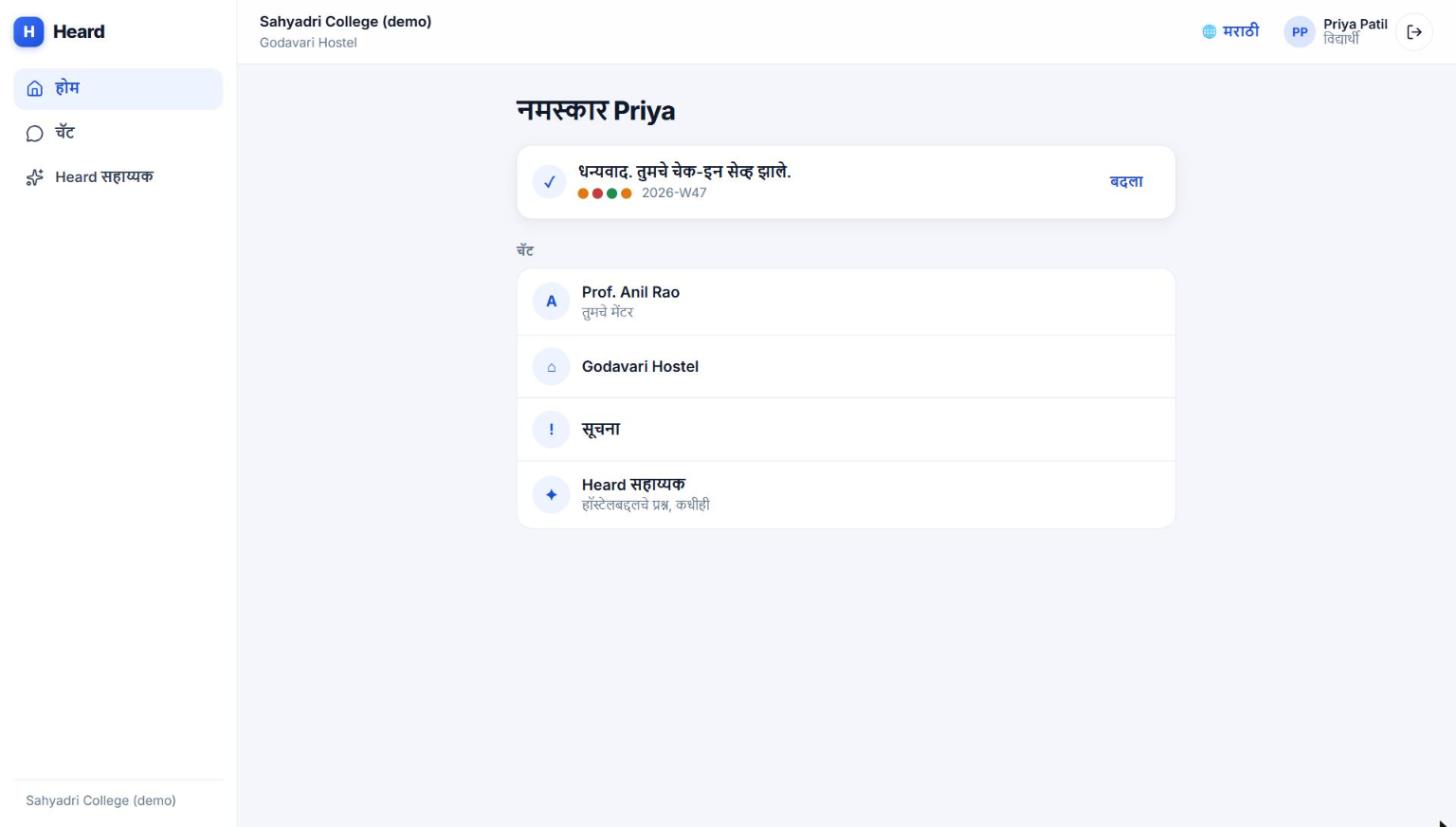 H Heard
होम
चॅट
Heard सहाय्यक
Sahyadri College (demo)
Sahyadri College (demo)
Godavari Hostel
मराठी
PP
Priya Patil
विद्यार्थी
नमस्कार Priya
धन्यवाद. तुमचे चेक-इन सेव्ह झाले.
2026-W47
बदला
चॅट
A
Prof. Anil Rao
तुमचे मेंटर
Godavari Hostel
!
सूचना
Heard सहाय्यक
हॉस्टेलबद्दलचे प्रश्न, कधीही